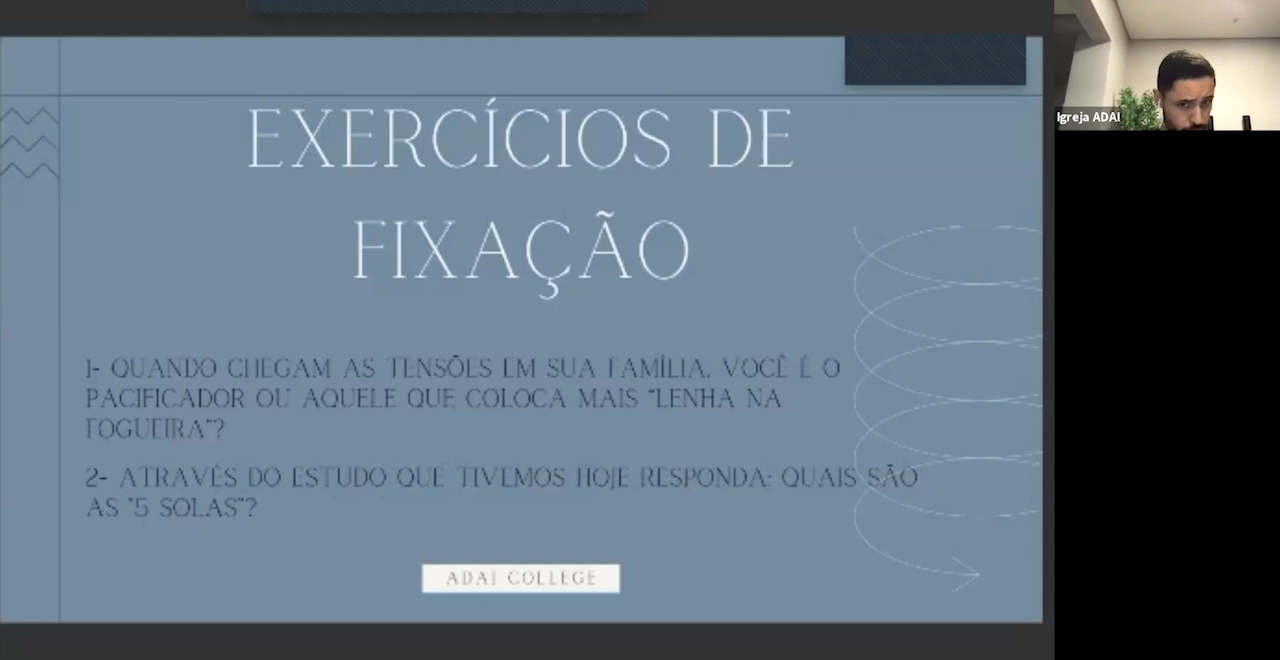 EXERCÍCIOS DE
FIXAÇÃO
1- QUANDO CHEGAM AS TENSÕES EM SUA FAMÍLIA, VOCÊ É O
PACIFICADOR OU AQUELE QUE COLOCA MAIS "LENHA NA
FOGUEIRA"?
2- ATRAVÉS DO ESTUDO QUE TIVEMOS HOJE RESPONDA: QUAIS SÃO
AS "5 SOLAS"?
ADAI COLLEGE
Igreja ADAI